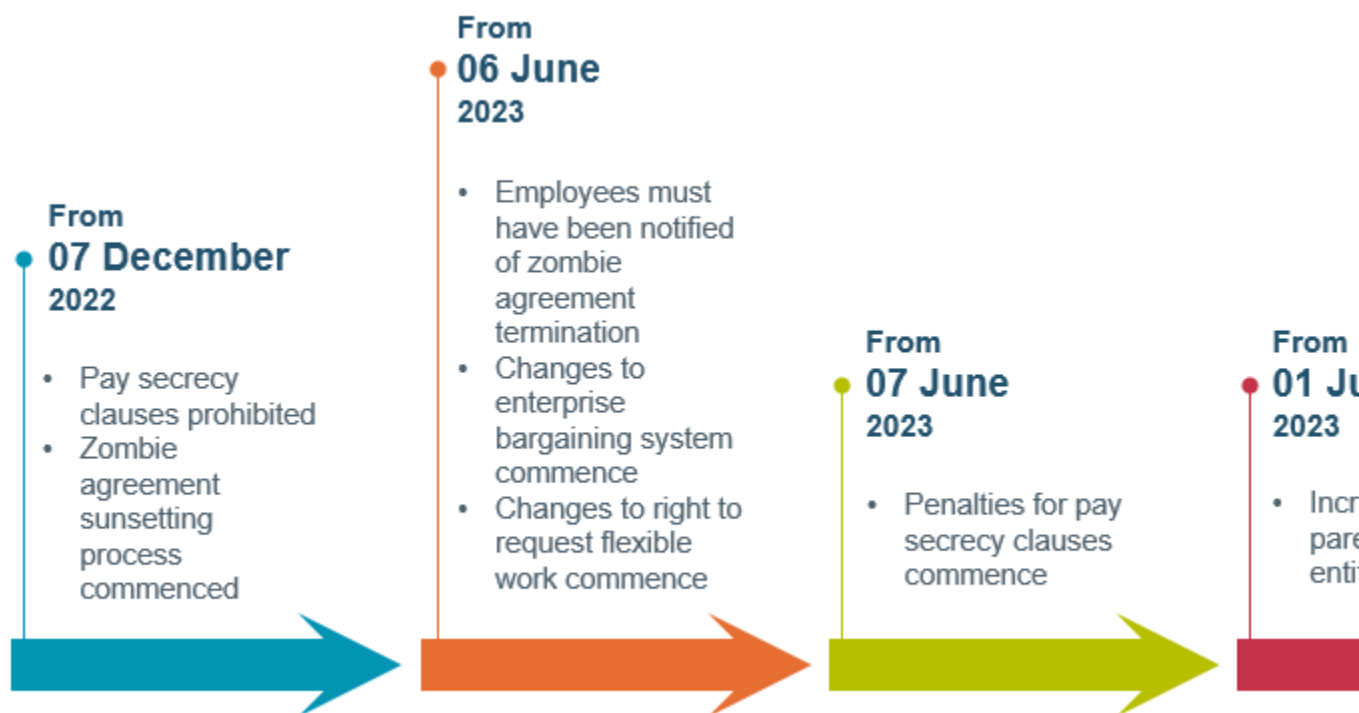 From
07 December
2022
• Pay secrecy
clauses prohibited
• Zombie
agreement
sunsetting
process
commenced
From
06 June
2023
• Employees must
have been notified
of zombie
agreement
termination
• Changes to
enterprise
bargaining system
commence
• Changes to right to
request flexible
work commence
From
07 June
2023
• Penalties for pay
secrecy clauses
commence
From
01
2023
•